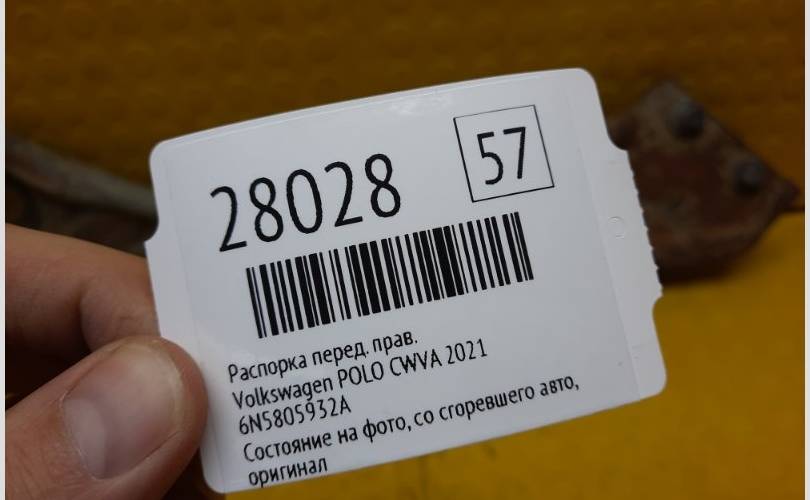 28028
57
Распорка перед. прав.
Volkswagen POLO CWVA 2021
6N5805932A
Состояние на фото, со сгоревшего авто,
оригинал